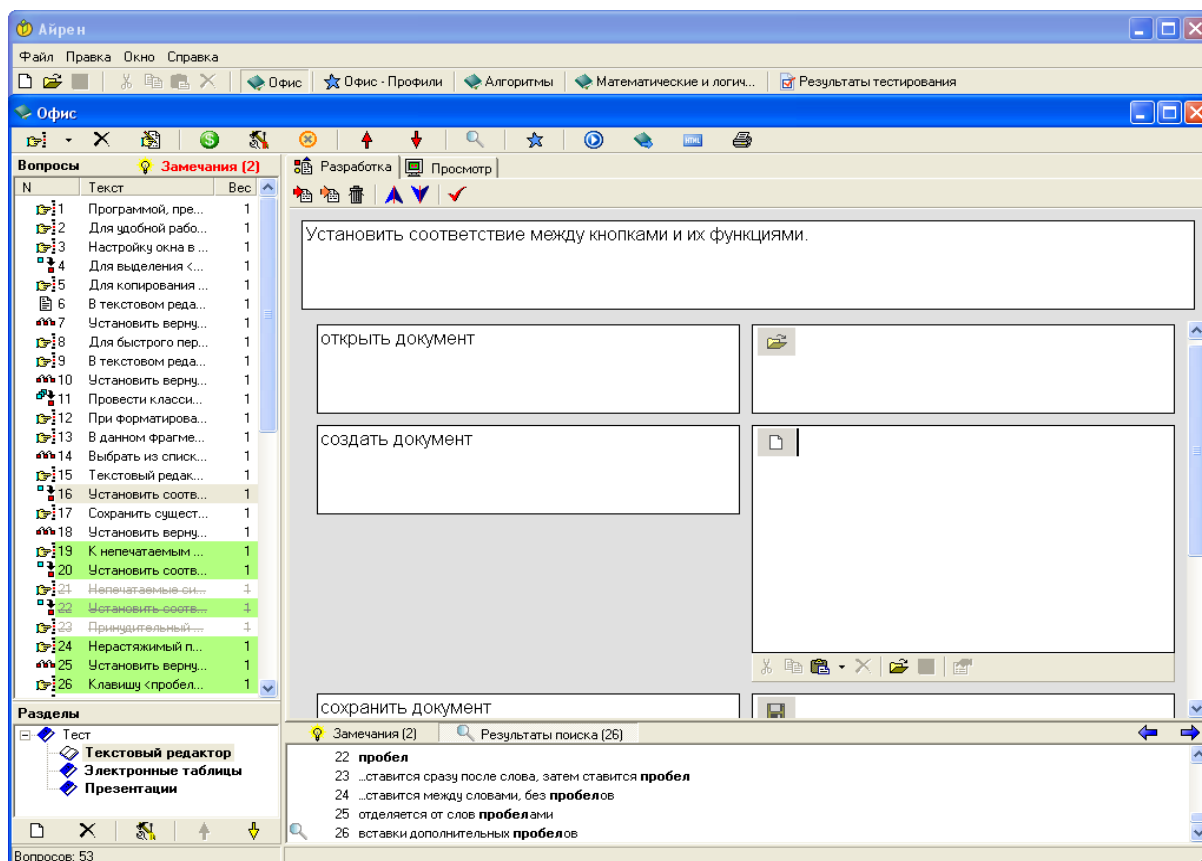 Айрен
Файл Правка Окно Справка
Офис Офис - Профили Алгоритмы Математические и логич... Результаты тестирования
Офис
Вопросы Замечания (2)
N Текст Вес
1 Программой, пре... 1
2 Для удобной рабо... 1
3 Настройку окна в ... 1
4 Для выделения <... 1
5 Для копирования ... 1
6 В текстовом реда... 1
7 Установить верну... 1
8 Для быстрого пер... 1
9 В текстовом реда... 1
10 Установить верну... 1
11 Провести класси... 1
12 При форматирова... 1
13 В данном фрагме... 1
14 Выбрать из списк... 1
15 Текстовый редак... 1
16 Установить соотв... 1
17 Сохранить сущест... 1
18 Установить верну... 1
19 К непечатаемым ... 1
20 Установить соотв... 1
21 Непечатаемые си... 1
22 Установить соотв... 1
23 Принудительный ... 1
24 Нерастяжимый п... 1
25 Установить верну... 1
26 Клавишу <пробел... 1
Разделы
Тест
Текстовый редактор
Электронные таблицы
Презентации
Вопросов: 53
Разработка Просмотр
HTML
Установить соответствие между кнопками и их функциями.
открыть документ
создать документ
сохранить документ
Замечания (2) Результаты поиска (26)
22 пробел
23 ...ставится сразу после слова, затем ставится пробел
24 ...ставится между словами, без пробелов
25 отделяется от слов пробелами
26 вставки дополнительных пробелов